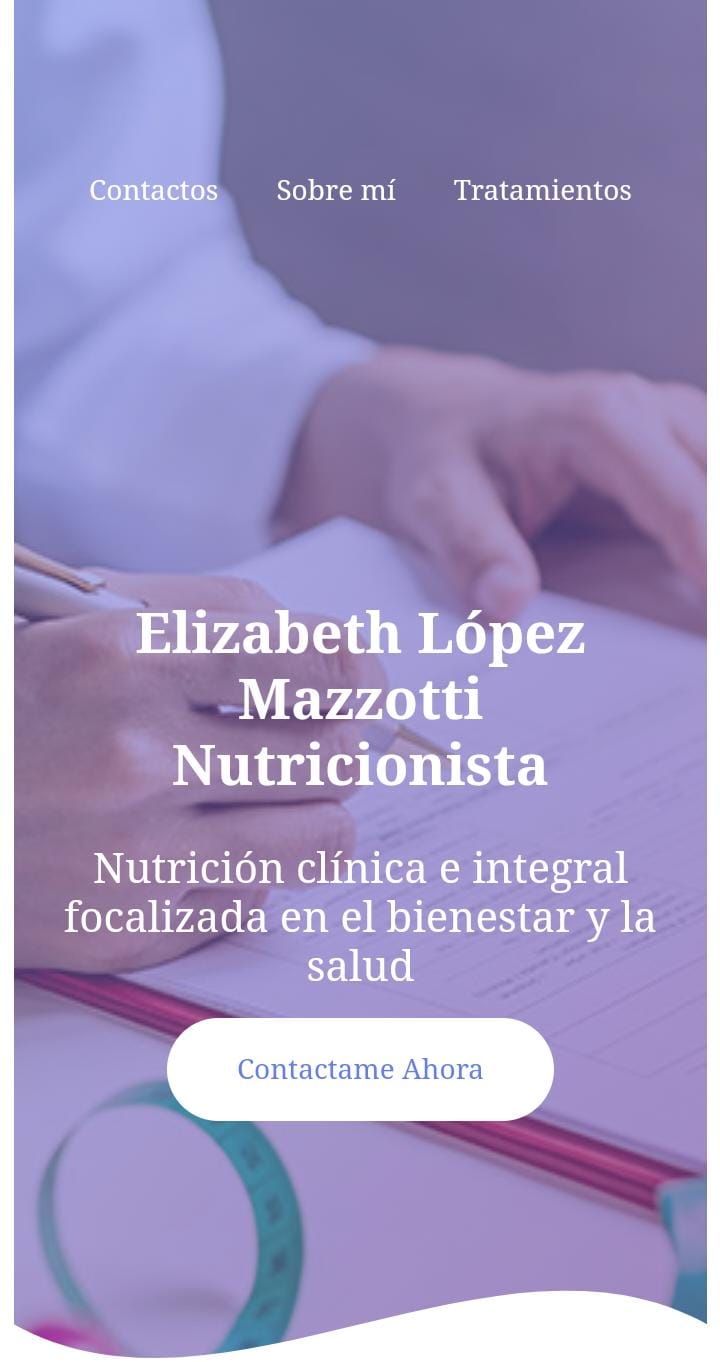 Contactos Sobre mí Tratamientos
Elizabeth López
Mazzotti
Nutricionista
Nutrición clínica e integral
focalizada en el bienestar y la
salud
Contactame Ahora